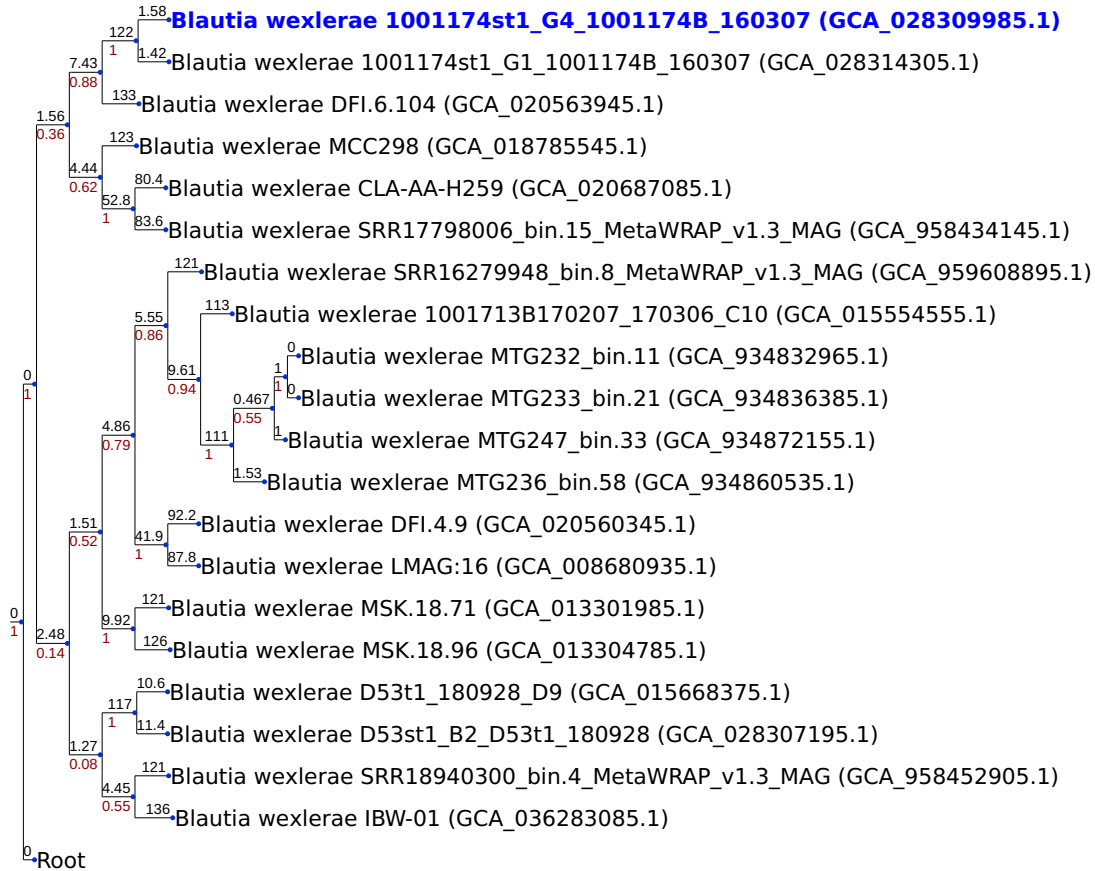 1.58
Blautia wexlerae 1001174st1_G4_1001174B_160307 (GCA_028309985.1)
122
1
1.42
Blautia wexlerae 1001174st1_G1_1001174B_160307 (GCA_028314305.1)
7.43
0.88
133
Blautia wexlerae DFI.6.104 (GCA_020563945.1)
1.56
0.36
123
Blautia wexlerae MCC298 (GCA_018785545.1)
4.44
0.62
80.4
Blautia wexlerae CLA-AA-H259 (GCA_020687085.1)
52.8
1
83.6
Blautia wexlerae SRR17798006_bin.15_MetaWRAP_v1.3_MAG (GCA_958434145.1)
121
Blautia wexlerae SRR16279948_bin.8_MetaWRAP_v1.3_MAG (GCA_959608895.1)
5.55
0.86
113
Blautia wexlerae 1001713B170207_170306_C10 (GCA_015554555.1)
0
Blautia wexlerae MTG232_bin.11 (GCA_934832965.1)
9.61
0.94
1
1
0
Blautia wexlerae MTG233_bin.21 (GCA_934836385.1)
0
1
0.467
0.55
4.86
0.79
111
1
1
Blautia wexlerae MTG247_bin.33 (GCA_934872155.1)
1.53
Blautia wexlerae MTG236_bin.58 (GCA_934860535.1)
1.51
0.52
92.2
Blautia wexlerae DFI.4.9 (GCA_020560345.1)
41.9
1
87.8
Blautia wexlerae LMAG:16 (GCA_008680935.1)
121
Blautia wexlerae MSK.18.71 (GCA_013301985.1)
0
1
9.92
1
2.48
0.14
126
Blautia wexlerae MSK.18.96 (GCA_013304785.1)
10.6
Blautia wexlerae D53t1_180928_D9 (GCA_015668375.1)
117
1
11.4
Blautia wexlerae D53st1_B2_D53t1_180928 (GCA_028307195.1)
1.27
0.08
121
Blautia wexlerae SRR18940300_bin.4_MetaWRAP_v1.3_MAG (GCA_958452905.1)
4.45
0.55
136
Blautia wexlerae IBW-01 (GCA_036283085.1)
0
Root